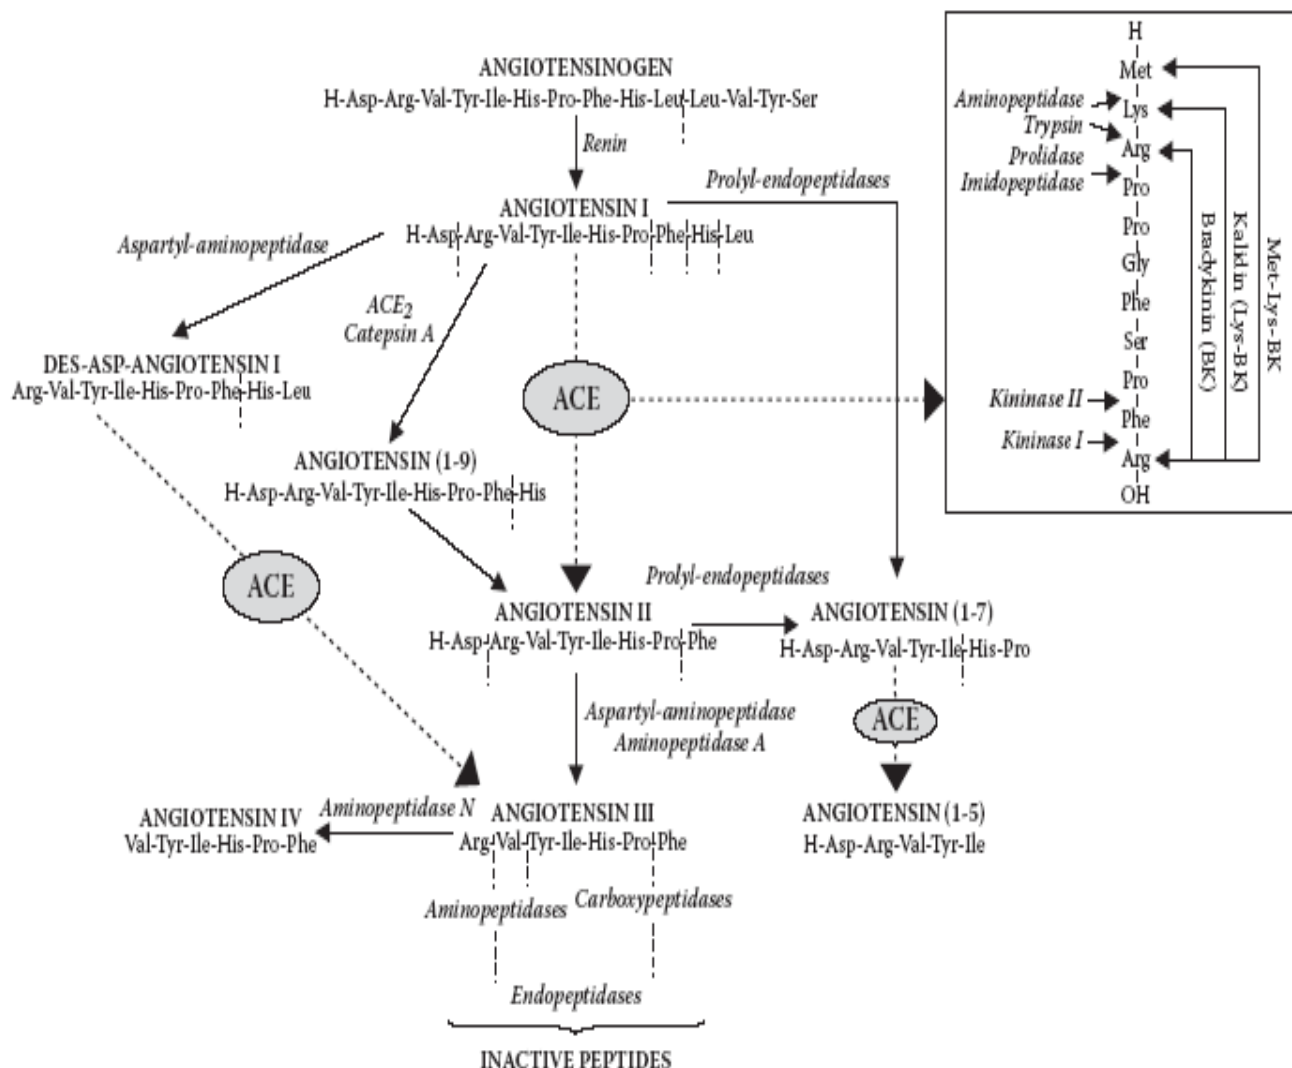 ANGIOTENSINOGEN
H-Asp-Arg-Val-Tyr-Ile-His-Pro-Phe-His-Leu-Leu-Val-Tyr-Ser
Renin
Prolyl-endopeptidases
ANGIOTENSIN I
H-Asp-Arg-Val-Tyr-Ile-His-Pro-Phe-His-Leu
Aspartyl-aminopeptidase
ACE2
Catepsin A
DES-ASP-ANGIOTENSIN I
Arg-Val-Tyr-Ile-His-Pro-Phe-His-Leu
ACE
ANGIOTENSIN (1-9)
H-Asp-Arg-Val-Tyr-Ile-His-Pro-Phe-His
ACE
Prolyl-endopeptidases
ANGIOTENSIN II
H-Asp-Arg-Val-Tyr-Ile-His-Pro-Phe
ANGIOTENSIN (1-7)
H-Asp-Arg-Val-Tyr-Ile-His-Pro
Aspartyl-aminopeptidase
Aminopeptidase A
ACE
ANGIOTENSIN IV
Val-Tyr-Ile-His-Pro-Phe
Aminopeptidase N
ANGIOTENSIN III
Arg-Val-Tyr-Ile-His-Pro-Phe
ANGIOTENSIN (1-5)
H-Asp-Arg-Val-Tyr-Ile
Aminopeptidases
Carboxypeptidases
Endopeptidases
INACTIVE PEPTIDES
H
Met
Aminopeptidase
Lys
Trypsin
Arg
Prolidase
Imidopeptidase
Pro
Pro
Gly
Phe
Ser
Pro
Kininase II
Phe
Kininase I
Arg
OH
Bradykinin (BK)
Kalidin (Lys-BK)
Met-Lys-BK